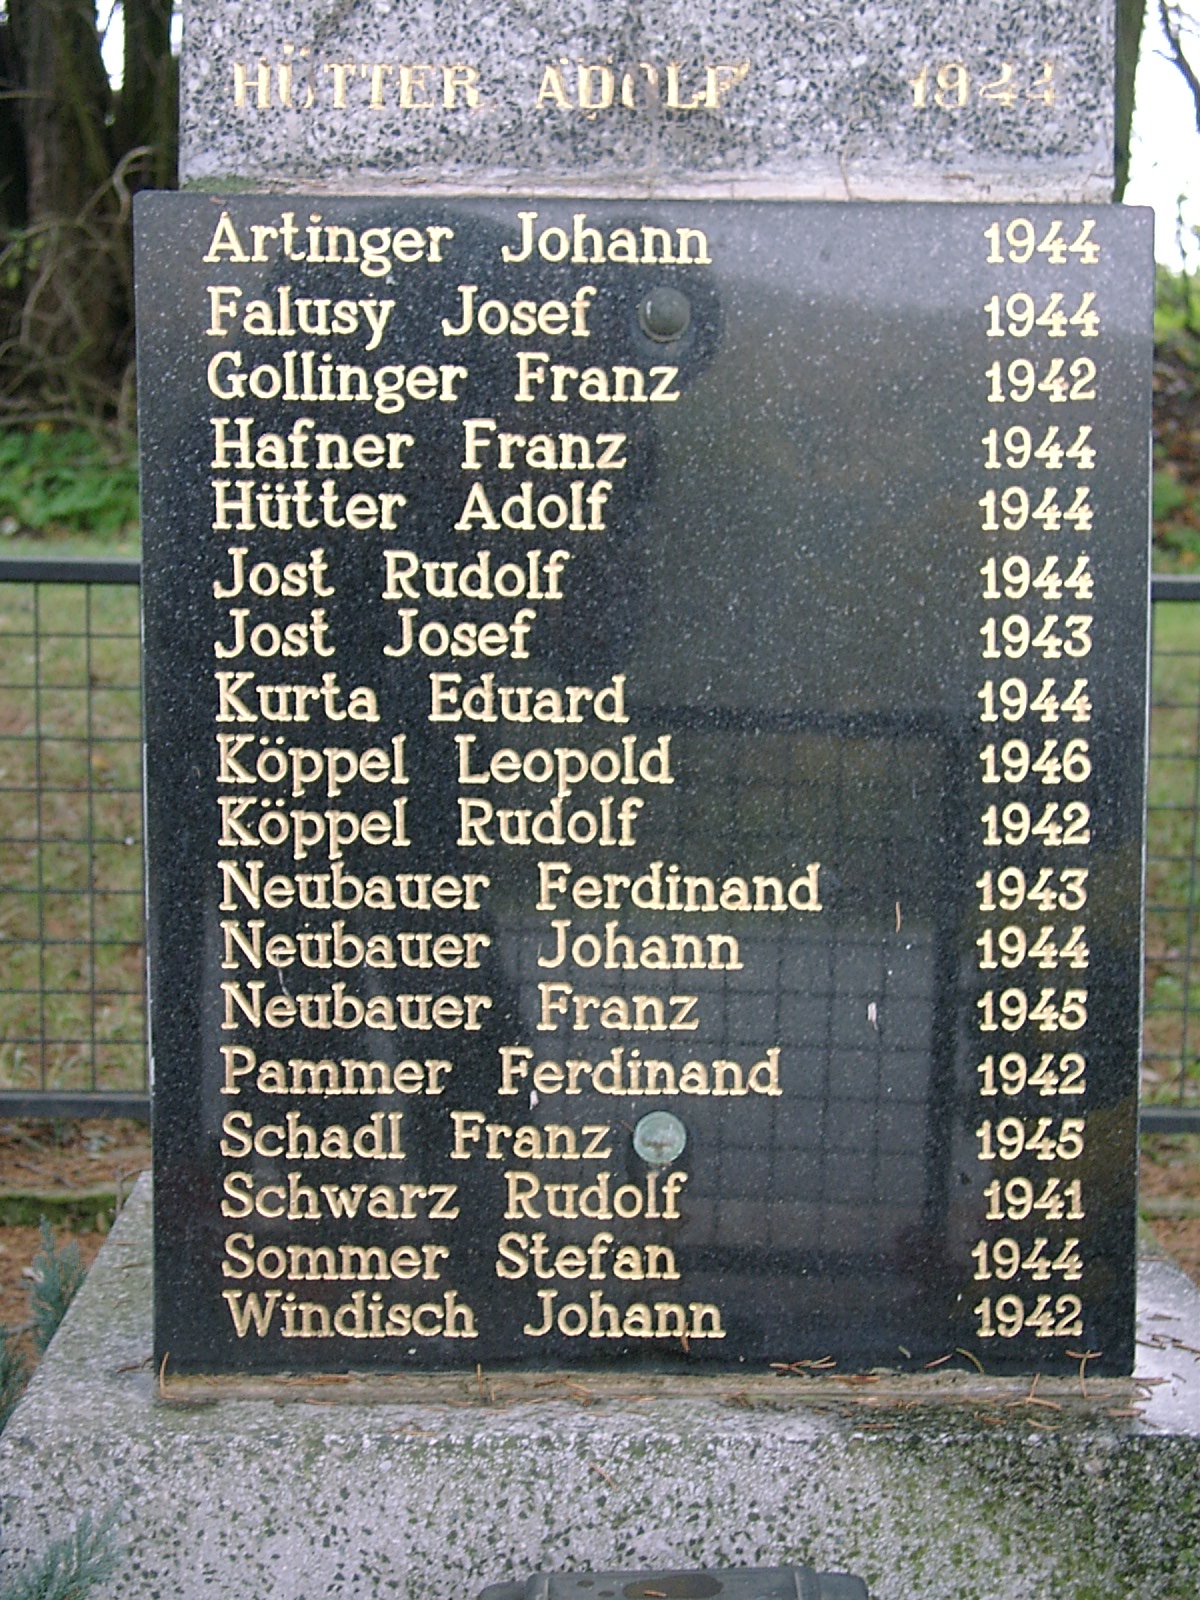 HÜTTER ADOLF 1944
Artinger Johann 1944
Falusy Josef 1944
Gollinger Franz 1942
Hafner Franz 1944
Hütter Adolf 1944
Jost Rudolf 1944
Jost Josef 1943
Kurta Eduard 1944
Köppel Leopold 1946
Köppel Rudolf 1942
Neubauer Ferdinand 1943
Neubauer Johann 1944
Neubauer Franz 1945
Pammer Ferdinand 1942
Schadl Franz 1945
Schwarz Rudolf 1941
Sommer Stefan 1944
Windisch Johann 1942